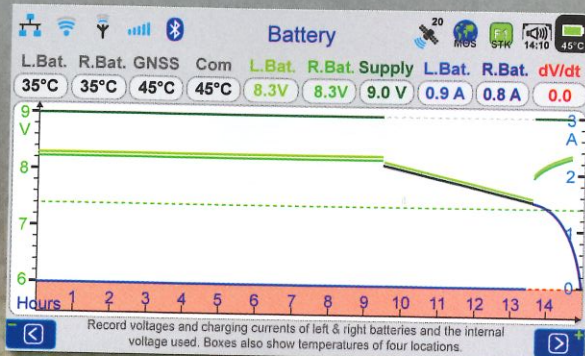 20
Battery
MGS
F1
STK
14:10
45°C
L.Bat. R.Bat. GNSS Com L.Bat. R.Bat. Supply L.Bat. R.Bat. dV/dt
35°C 35°C 45°C 45°C 8.3V 8.3V 9.0 V 0.9 A 0.8 A 0.0
9
V
8
7
6
3
A
2
1
0
Hours 1 2 3 4 5 6 7 8 9 10 11 12 13 14
Record voltages and charging currents of left & right batteries and the internal
voltage used. Boxes also show temperatures of four locations.